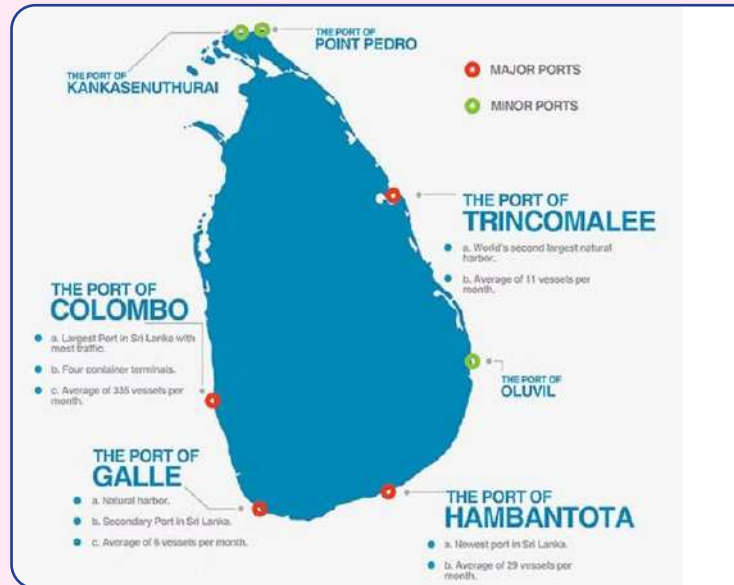 THE PORT OF
POINT PEDRO
THE PORT OF
KANKASENUTHURAI
MAJOR PORTS
MINOR PORTS
THE PORT OF
TRINCOMALEE
a. World's second largest natural
harbor.
b. Average of 11 vessels per
month.
THE PORT OF
COLOMBO
a. Largest Port in Sri Lanka with
most traffic.
b. Four container terminals.
c. Average of 335 vessels per
month.
THE PORT OF
OLUVIL
THE PORT OF
GALLE
a. Natural harbor.
b. Secondary Port in Sri Lanka.
c. Average of 6 vessels per month.
THE PORT OF
HAMBANTOTA
a. Newest port in Sri Lanka.
b. Average of 29 vessels per
month.